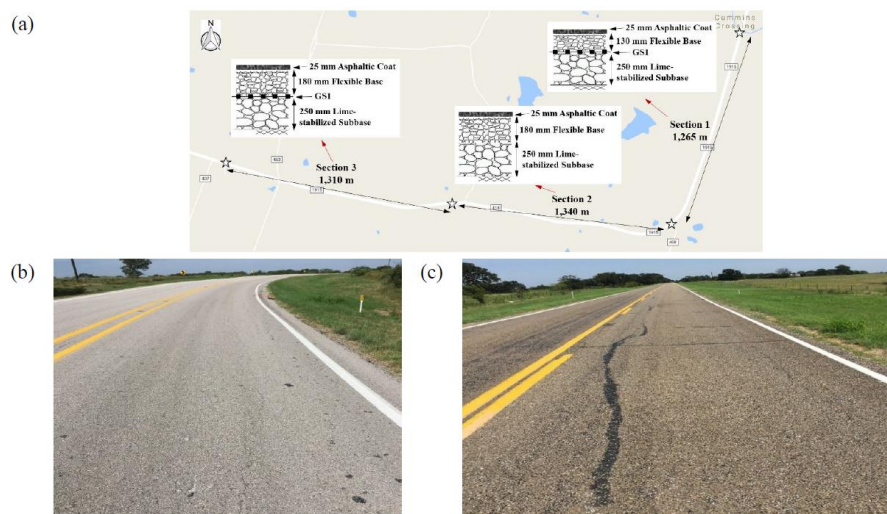 (a)
Cummins
Crossing
25 mm Asphaltic Coat
130 mm Flexible Base
GS1
250 mm Lime-
stabilized Subbase
Section 1
1,265 m
25 mm Asphaltic Coat
180 mm Flexible Base
GS1
250 mm Lime-
stabilized Subbase
Section 3
1,310 m
25 mm Asphaltic Coat
180 mm Flexible Base
250 mm Lime-
stabilized Subbase
Section 2
1,340 m
N
1915
1915
(b)
(c)